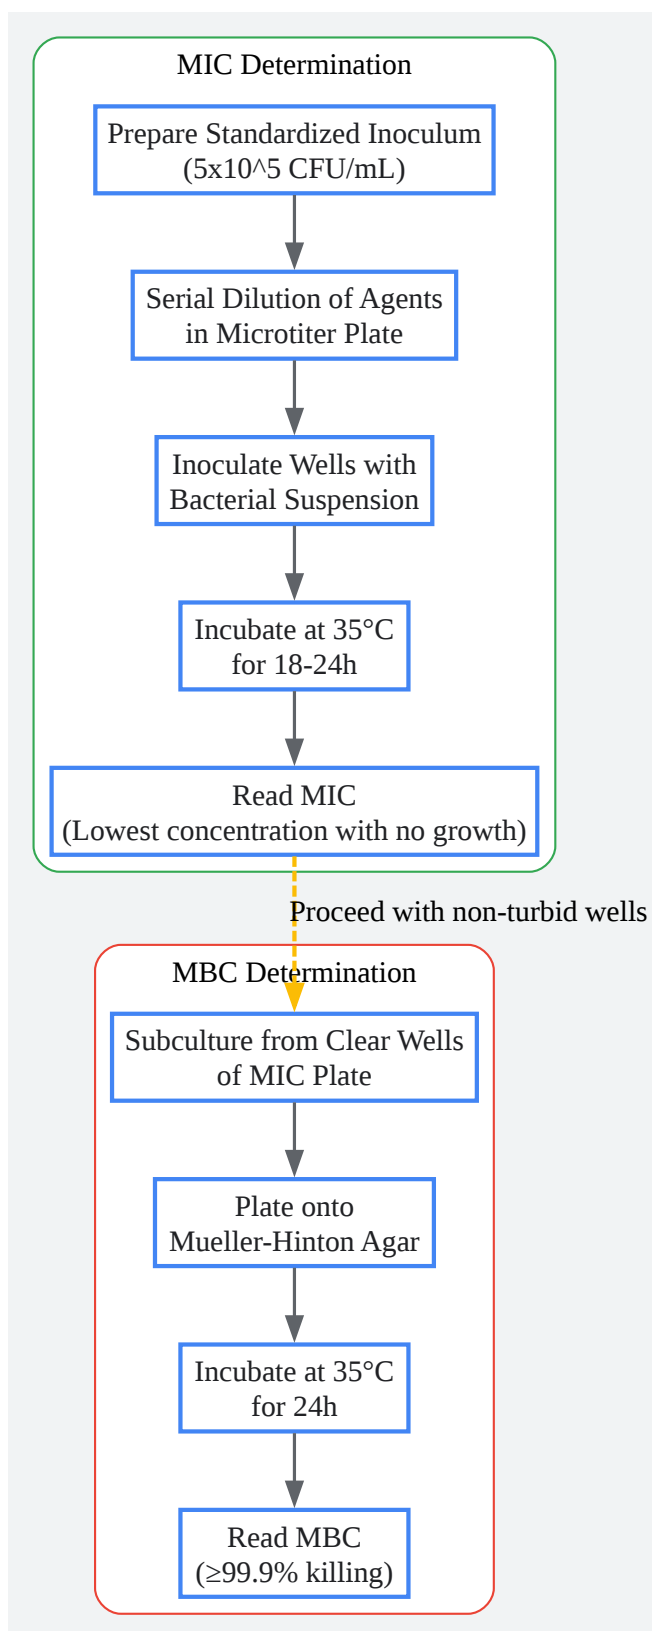 MIC Determination
Prepare Standardized Inoculum
(5x10^5 CFU/mL)
Serial Dilution of Agents
in Microtiter Plate
Inoculate Wells with
Bacterial Suspension
Incubate at 35°C
for 18-24h
Read MIC
(Lowest concentration with no growth)
Proceed with non-turbid wells
MBC Determination
Subculture from Clear Wells
of MIC Plate
Plate onto
Mueller-Hinton Agar
Incubate at 35°C
for 24h
Read MBC
(≥99.9% killing)